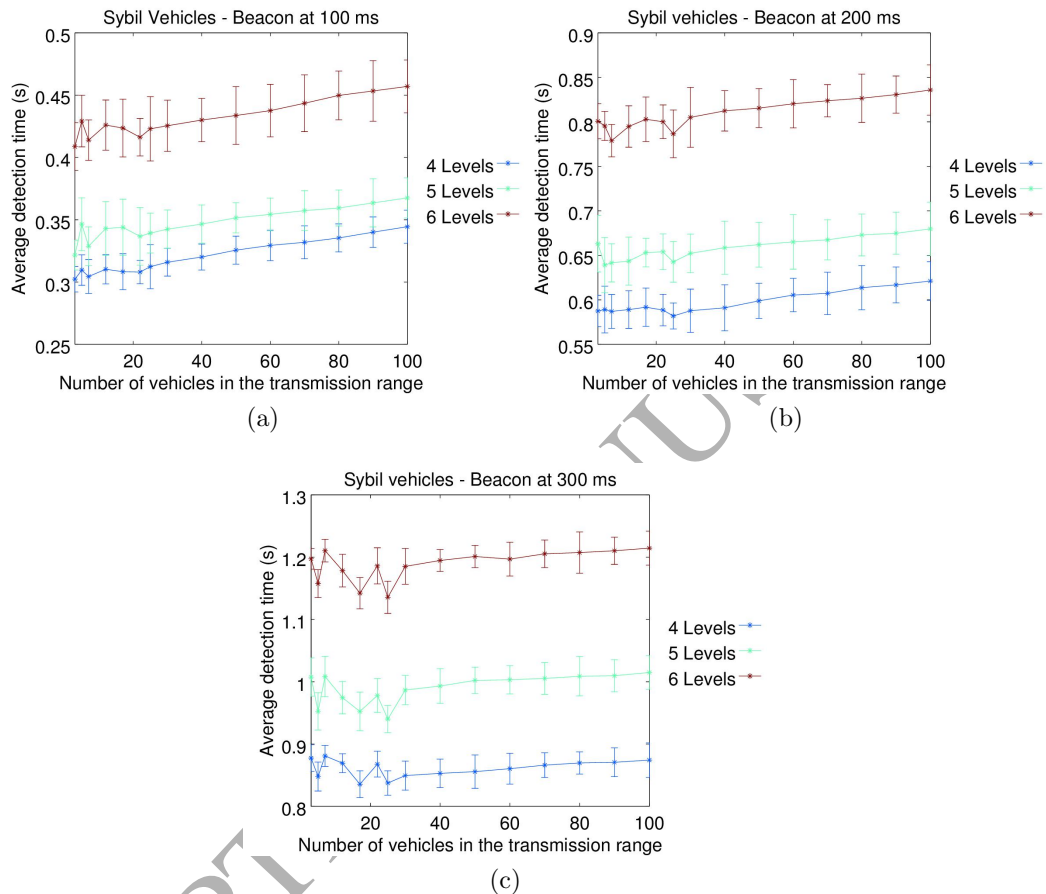 Sybil Vehicles - Beacon at 100 ms
0.5
0.45
0.4
0.35
0.3
0.25
Average detection time (s)
20
40
60
80
100
Number of vehicles in the transmission range
4 Levels
5 Levels
6 Levels
(a)
Sybil vehicles - Beacon at 200 ms
0.9
0.85
0.8
0.75
0.7
0.65
0.6
0.55
Average detection time (s)
20
40
60
80
100
Number of vehicles in the transmission range
4 Levels
5 Levels
6 Levels
(b)
Sybil vehicles - Beacon at 300 ms
1.3
1.2
1.1
1
0.9
0.8
Average detection time (s)
20
40
60
80
100
Number of vehicles in the transmission range
4 Levels
5 Levels
6 Levels
(c)